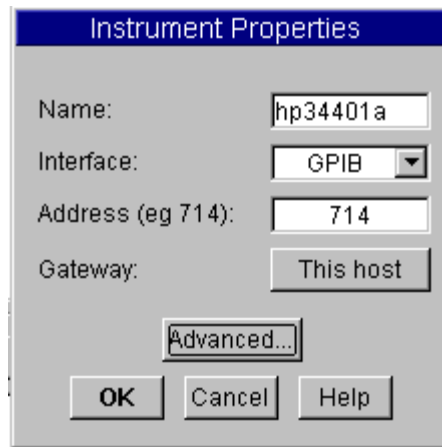 Instrument Properties
Name: hp34401a
Interface: GPIB
Address (eg 714): 714
Gateway: This host
Advanced...
OK Cancel Help